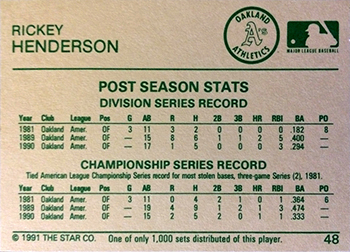 RICKEY
HENDERSON
OAKLAND
A's
ATHLETICS
MAJOR LEAGUE BASEBALL
POST SEASON STATS
DIVISION SERIES RECORD
Year Club League Pos G AB R H 2B 3B HR RBI BA PO
1981 Oakland Amer. OF 3 11 3 2 0 0 0 0 .182 8
1989 Oakland Amer. OF -- 15 8 6 1 1 2 5 .400 --
1990 Oakland Amer. OF -- 17 1 5 0 0 1 0 .294 --
CHAMPIONSHIP SERIES RECORD
Tied American League Championship Series record for most stolen bases, three-game Series (2), 1981.
Year Club League Pos G AB R H 2B 3B HR RBI BA PO
1981 Oakland Amer. OF 3 11 0 4 2 1 0 1 .364 6
1989 Oakland Amer. OF -- 19 4 9 1 2 1 3 .474 --
1990 Oakland Amer. OF --
© 1991 THE STAR CO. One of only 1,000 sets distributed of this player. 48